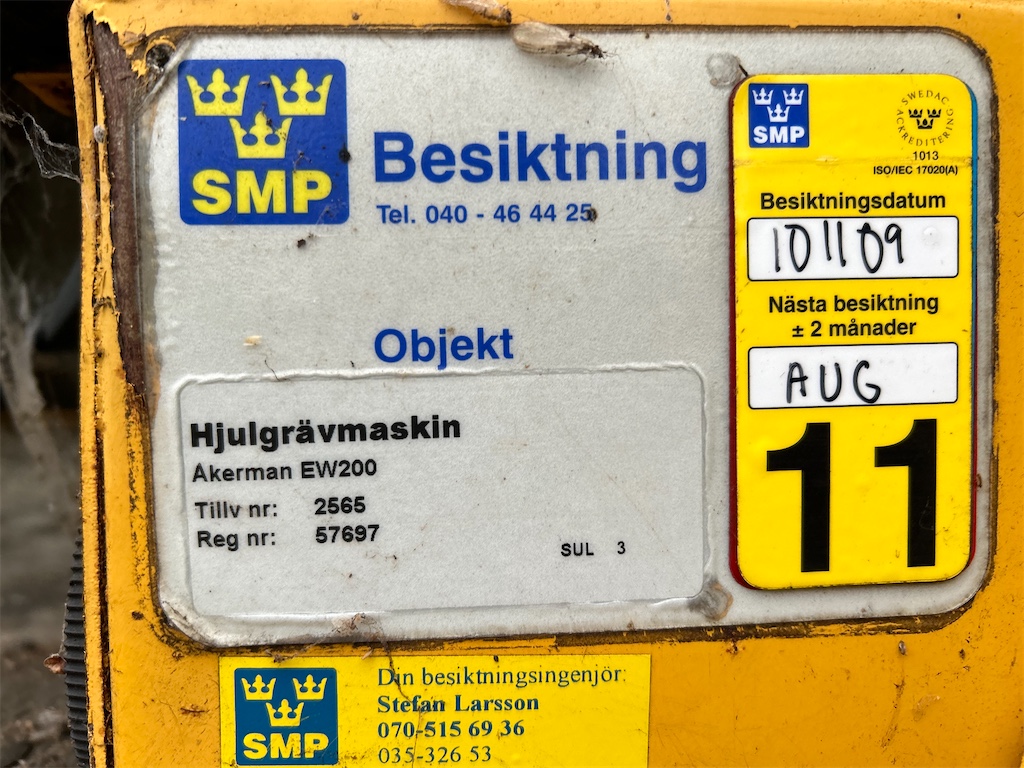 SMP
Besiktning
Tel. 040 - 46 44 25
Objekt
Hjulgrävmaskin
Åkerman EW200
Tillv nr: 2565
Reg nr: 57697
SUL 3
SMP
SWEDAC
ACKREDITERING
1013
ISO/IEC 17020(A)
Besiktningsdatum
101109
Nästa besiktning
± 2 månader
AUG
11
SMP
Din besiktningsingenjör:
Stefan Larsson
070-515 69 36
035-326 53